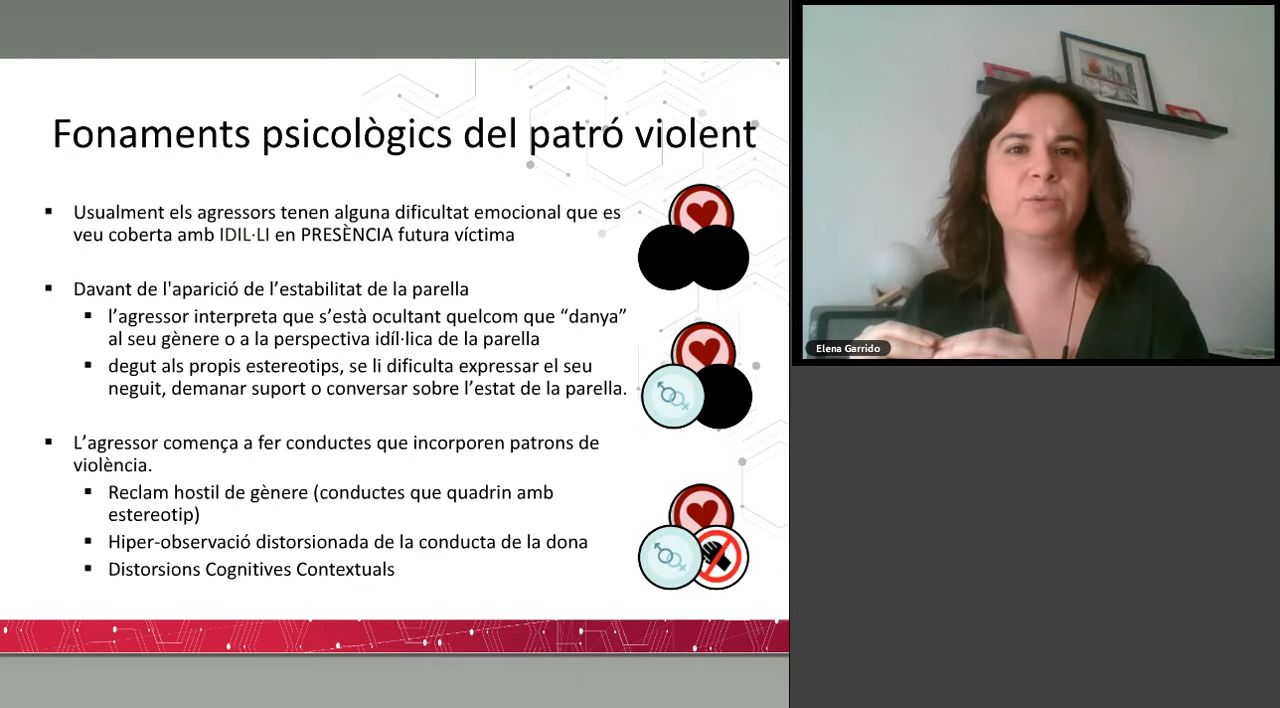 Fonaments psicològics del patró violent
▪ Usualment els agressors tenen alguna dificultat emocional que es
veu coberta amb IDIL·LI en PRESÈNCIA futura víctima
▪ Davant de l'aparició de l’estabilitat de la parella
▪ l’agressor interpreta que s’està ocultant quelcom que “danya”
al seu gènere o a la perspectiva idíl·lica de la parella
▪ degut als propis estereotips, se li dificulta expressar el seu
neguit, demanar suport o conversar sobre l’estat de la parella.
▪ L’agressor comença a fer conductes que incorporen patrons de
violència.
▪ Reclam hostil de gènere (conductes que quadrin amb
estereotip)
▪ Hiper-observació distorsionada de la conducta de la dona
▪ Distorsions Cognitives Contextuals
Elena Garrido